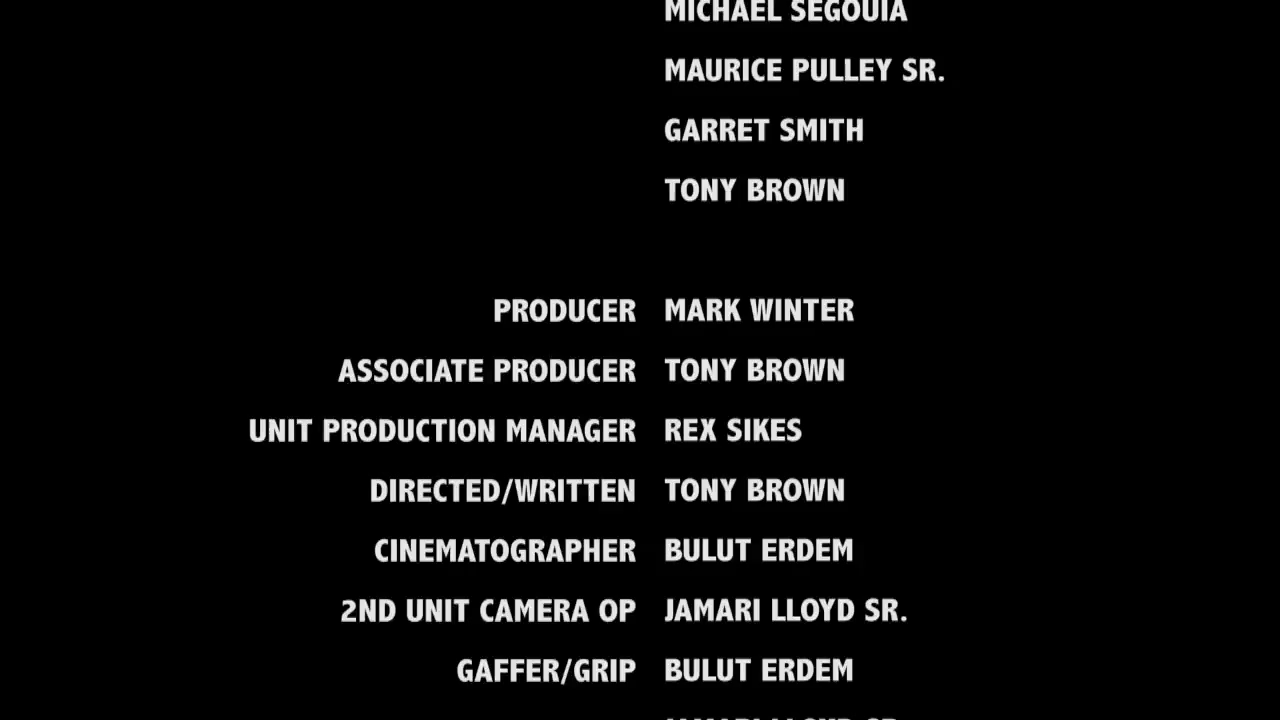 MICHAEL SEGOUIA
MAURICE PULLEY SR.
GARRET SMITH
TONY BROWN
PRODUCER MARK WINTER
ASSOCIATE PRODUCER TONY BROWN
UNIT PRODUCTION MANAGER REX SIKES
DIRECTED/WRITTEN TONY BROWN
CINEMATOGRAPHER BULUT ERDEM
2ND UNIT CAMERA OP JAMARI LLOYD SR.
GAFFER/GRIP BULUT ERDEM